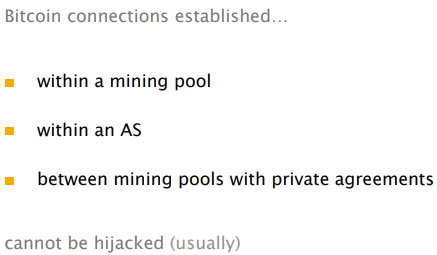 Bitcoin connections established…
within a mining pool
within an AS
between mining pools with private agreements
cannot be hijacked (usually)